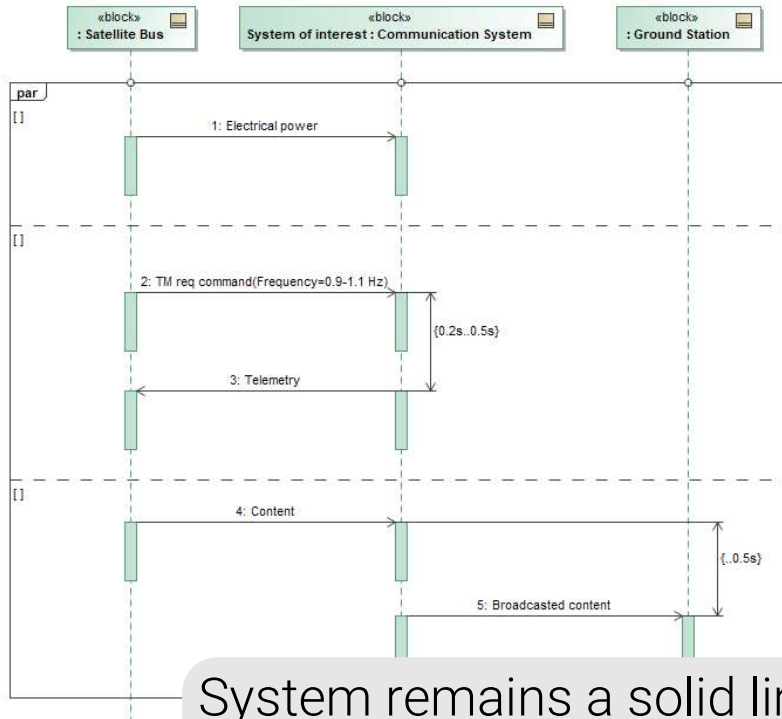 «block»
: Satellite Bus
«block»
System of interest : Communication System
«block»
: Ground Station
par
[ ]
1: Electrical power
[ ]
2: TM req command(Frequency=0.9-1.1 Hz)
{0.2s..0.5s}
3: Telemetry
[ ]
4: Content
{..0.5s}
5: Broadcasted content
System remains a solid